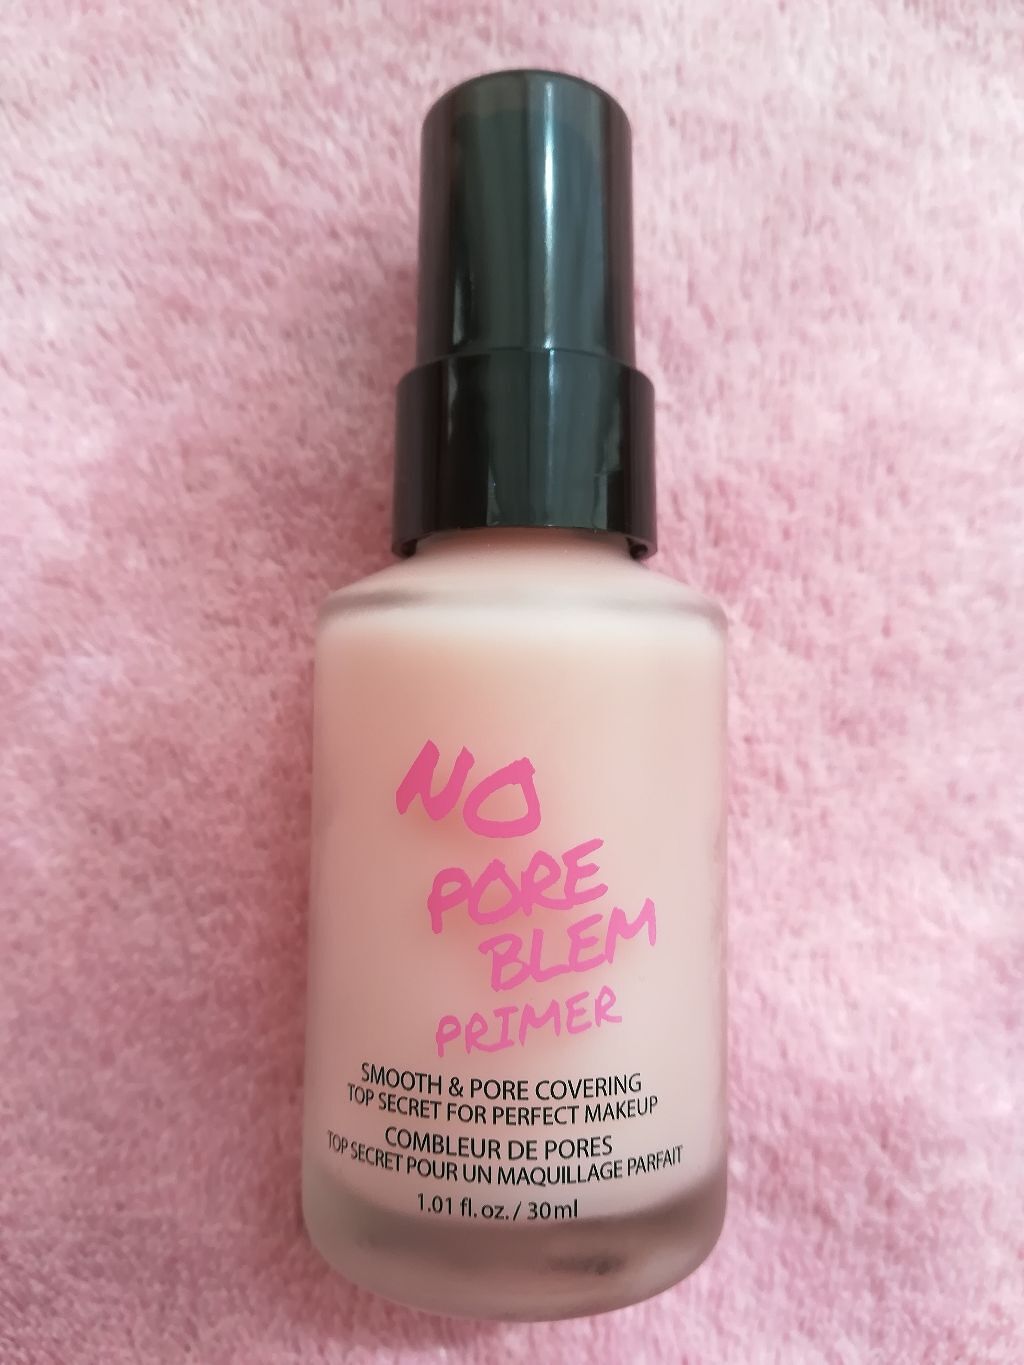 NO
PORE
BLEM
PRIMER
SMOOTH & PORE COVERING
TOP SECRET FOR PERFECT MAKEUP
COMBLEUR DE PORES
TOP SECRET POUR UN MAQUILLAGE PARFAIT
1.01 fl. oz. / 30ml